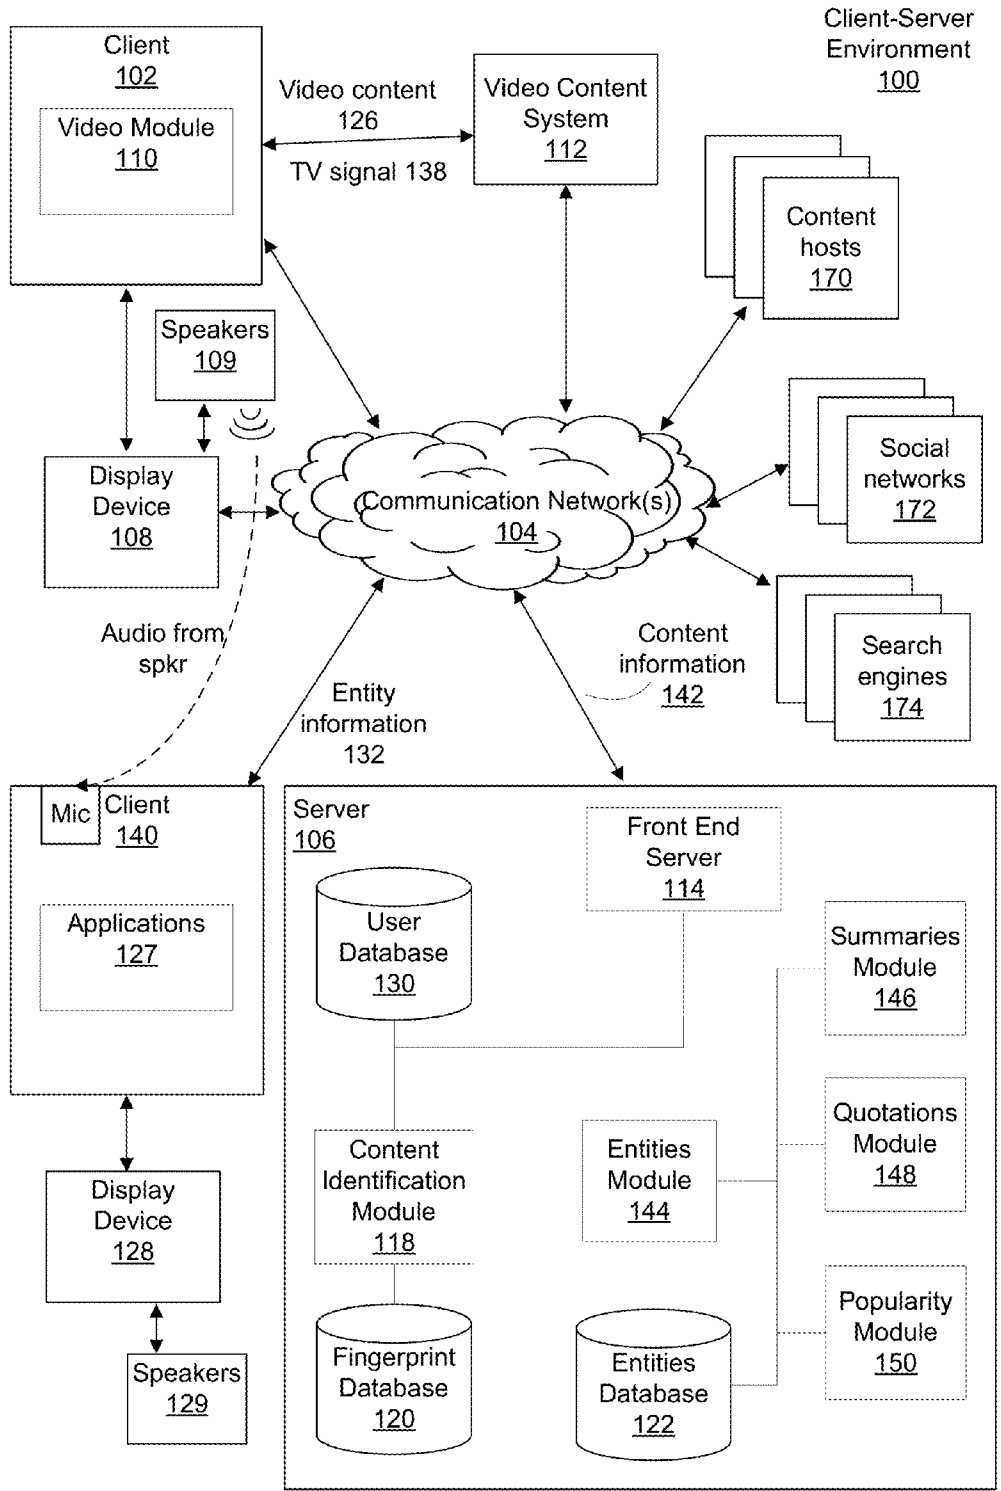 Client-Server
Environment
100
Client
102
Video Module
110
Video content
126
TV signal 138
Video Content
System
112
Content
hosts
170
Speakers
109
Display
Device
108
Communication Network(s)
104
Social
networks
172
Search
engines
174
Audio from
spkr
Entity
information
132
Content
information
142
Mic
Client
140
Applications
127
Display
Device
128
Speakers
129
Server
106
Front End
Server
114
User
Database
130
Summaries
Module
146
Content
Identification
Module
118
Entities
Module
144
Quotations
Module
148
Fingerprint
Database
120
Entities
Database
122
Popularity
Module
150